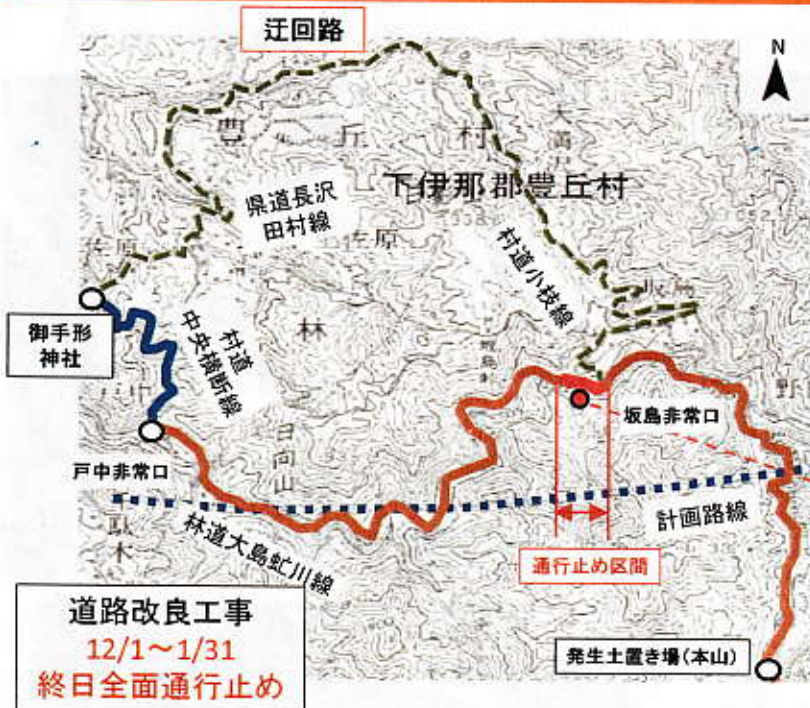 迂回路
N
豊丘村
大満
下伊那郡豊丘村
県道長沢
田村線
佐原
佐原
村道小枝線
御手形
神社
村道
中央横断線
林
野
坂島非常口
戸中非常口
日向山
計画路線
林道大島虻川線
通行止め区間
道路改良工事
12/1～1/31
終日全面通行止め
発生土置き場(本山)